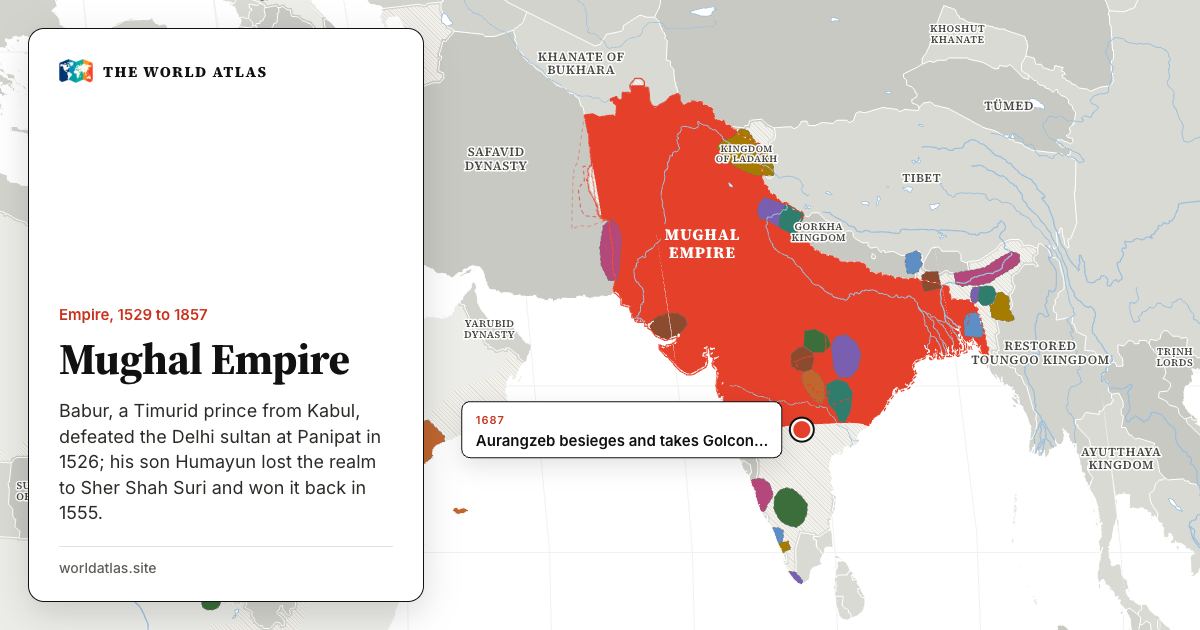 THE WORLD ATLAS
Empire, 1529 to 1857
Mughal Empire
Babur, a Timurid prince from Kabul,
defeated the Delhi sultan at Panipat in
1526; his son Humayun lost the realm
to Sher Shah Suri and won it back in
1555.
worldatlas.site
KHANATE OF
BUKHARA
KHOSHUT
KHANATE
TÜMED
SAFAVID
DYNASTY
KINGDOM
OF LADAKH
TIBET
MUGHAL
EMPIRE
GORKHA
KINGDOM
YARUBID
DYNASTY
RESTORED
TOUNGOO KINGDOM
TRINH
LORDS
1687
Aurangzeb besieges and takes Golcon...
AYUTTHAYA
KINGDOM